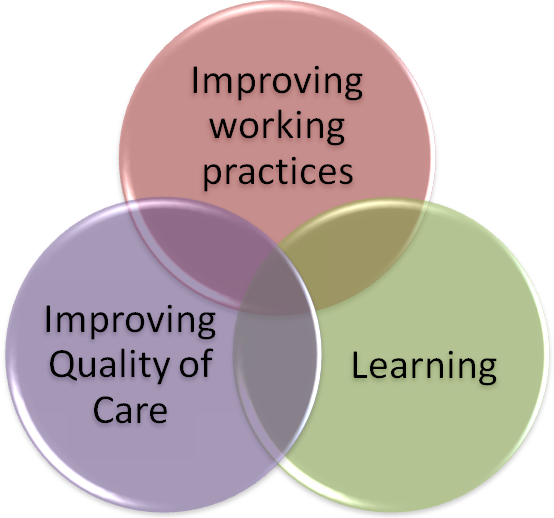 Improving
working
practices
Improving
Quality of
Care
Learning